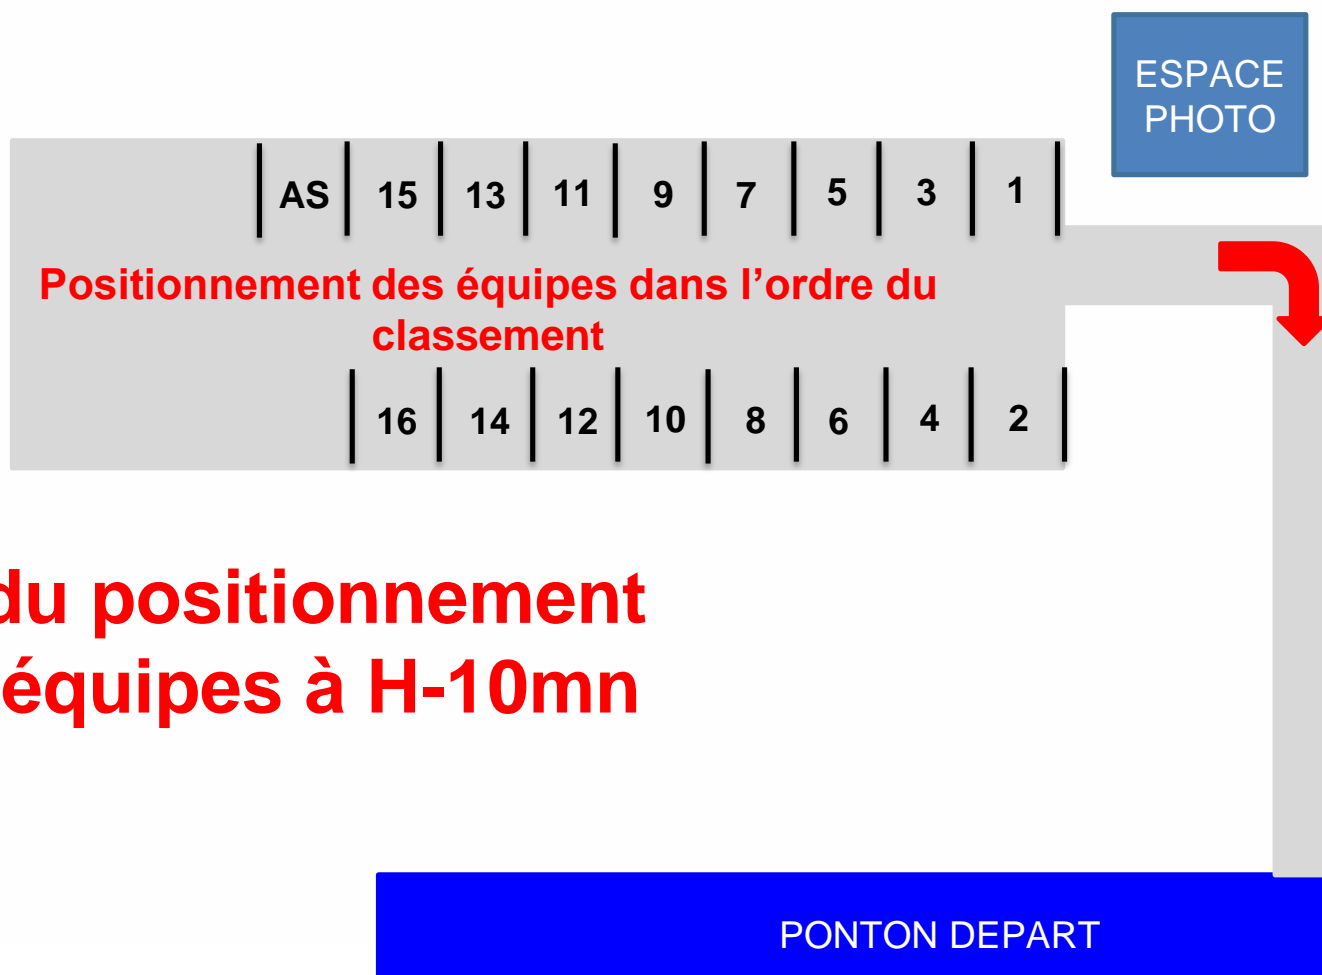 ESPACE
PHOTO
AS 15 13 11 9 7 5 3 1
Positionnement des équipes dans l’ordre du
classement
16 14 12 10 8 6 4 2
du positionnement
équipes à H-10mn
PONTON DEPART